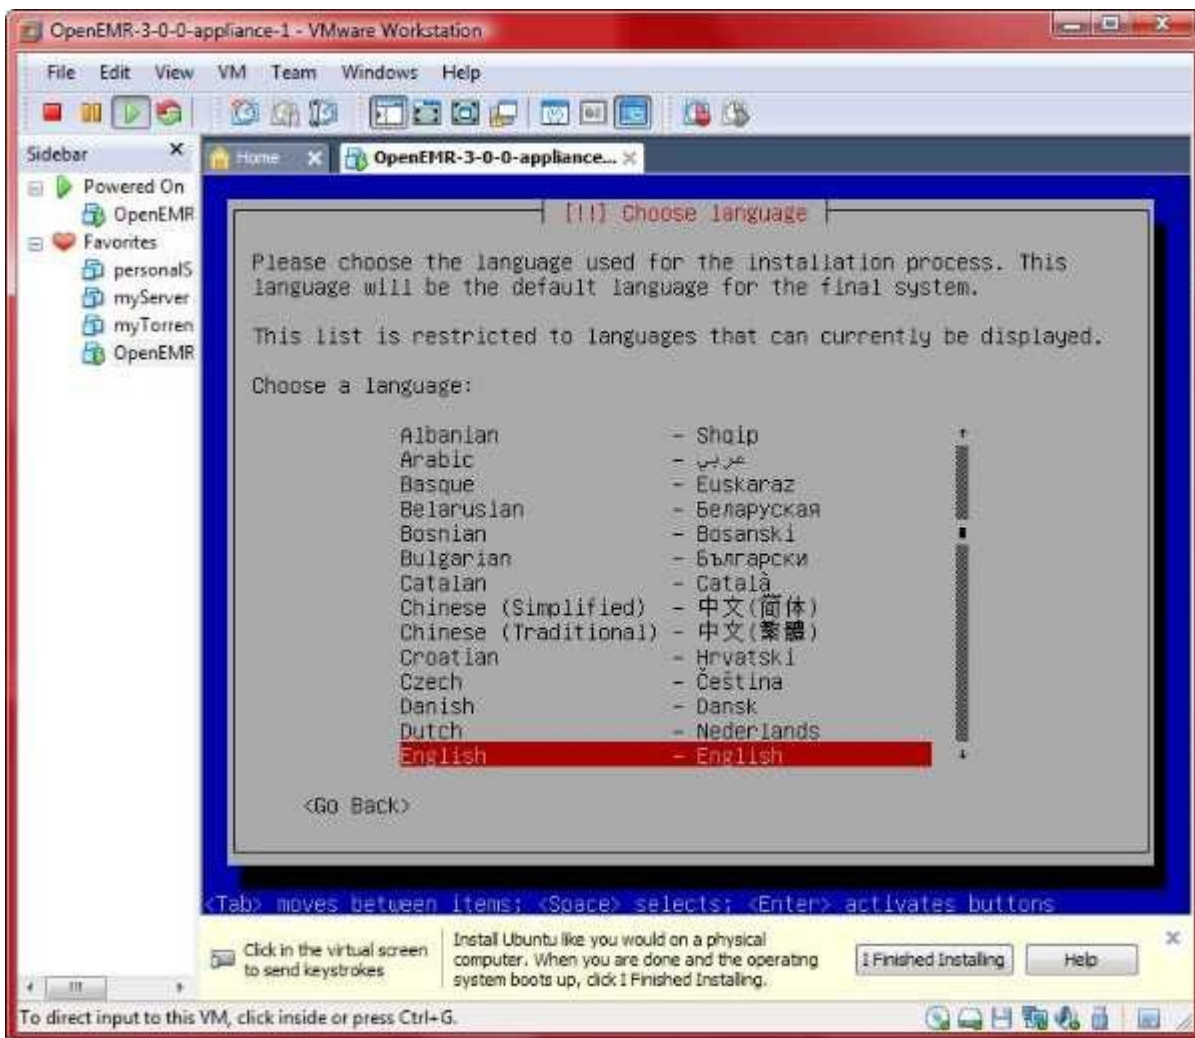 OpenEMR-3-0-0-appliance-1 - VMware Workstation
File Edit View VM Team Windows Help
Sidebar
Home
OpenEMR-3-0-0-appliance...
Powered On
OpenEMR
Favorites
personalS
myServer
myTorren
OpenEMR
[!!] Choose language
Please choose the language used for the installation process. This
language will be the default language for the final system.
This list is restricted to languages that can currently be displayed.
Choose a language:
Albanian - Shqip
Arabic - عربي
Basque - Euskaraz
Belarusian - Беларуская
Bosnian - Bosanski
Bulgarian - Български
Catalan - Català
Chinese (Simplified) - 中文(简体)
Chinese (Traditional) - 中文(繁體)
Croatian - Hrvatski
Czech - Čeština
Danish - Dansk
Dutch - Nederlands
English - English
<Go Back>
<Tab> moves between items; <Space> selects; <Enter> activates buttons
Click in the virtual screen
to send keystrokes
Install Ubuntu like you would on a physical
computer. When you are done and the operating
system boots up, click I Finished Installing.
I Finished Installing
Help
To direct input to this VM, click inside or press Ctrl+G.